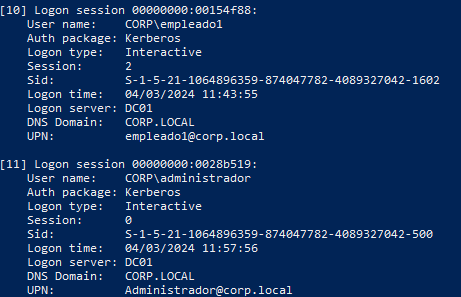 [10] Logon session 00000000:00154f88:
User name: CORP\empleado1
Auth package: Kerberos
Logon type: Interactive
Session: 2
Sid: S-1-5-21-1064896359-874047782-4089327042-1602
Logon time: 04/03/2024 11:43:55
Logon server: DC01
DNS Domain: CORP.LOCAL
UPN: empleado1@corp.local
[11] Logon session 00000000:0028b519:
User name: CORP\administrador
Auth package: Kerberos
Logon type: Interactive
Session: 0
Sid: S-1-5-21-1064896359-874047782-4089327042-500
Logon time: 04/03/2024 11:57:56
Logon server: DC01
DNS Domain: CORP.LOCAL
UPN: Administrador@corp.local